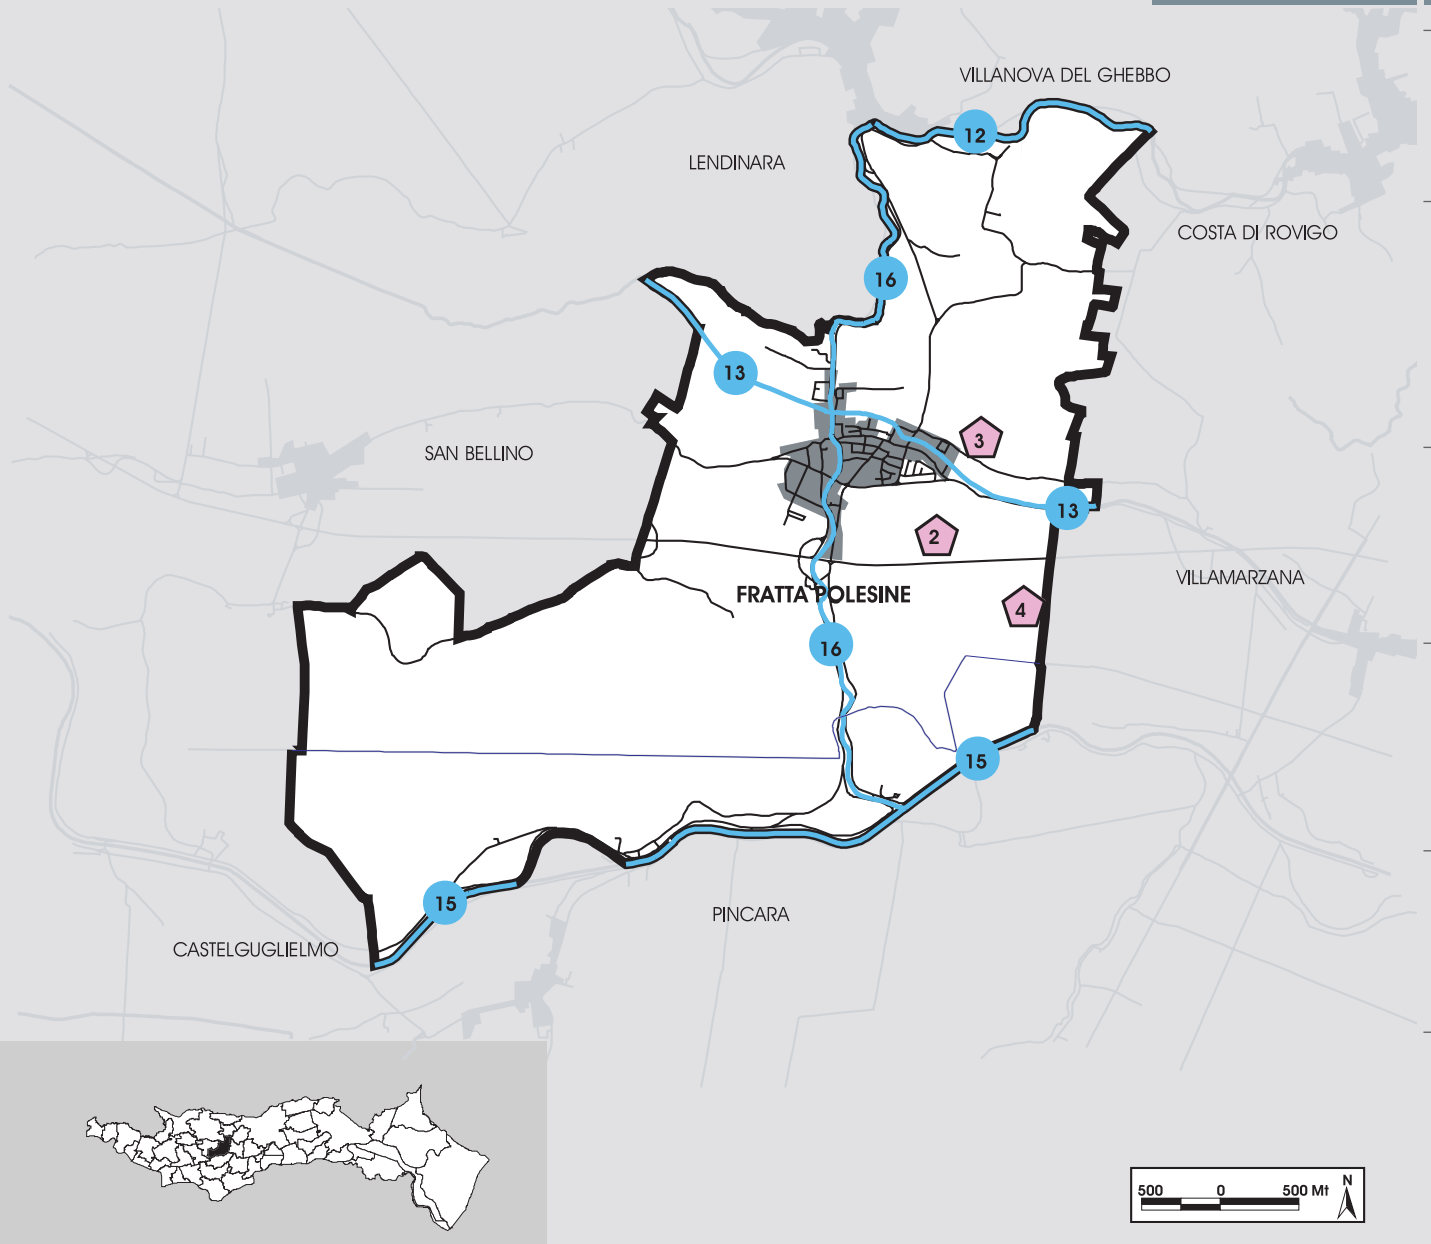 VILLANOVA DEL GHEBBO
12
LENDINARA
COSTA DI ROVIGO
16
13
3
SAN BELLINO
13
2
VILLAMARZANA
FRATTA POLESINE
4
16
15
15
PINCARA
CASTELGUGLIELMO
500 0 500 Mt N